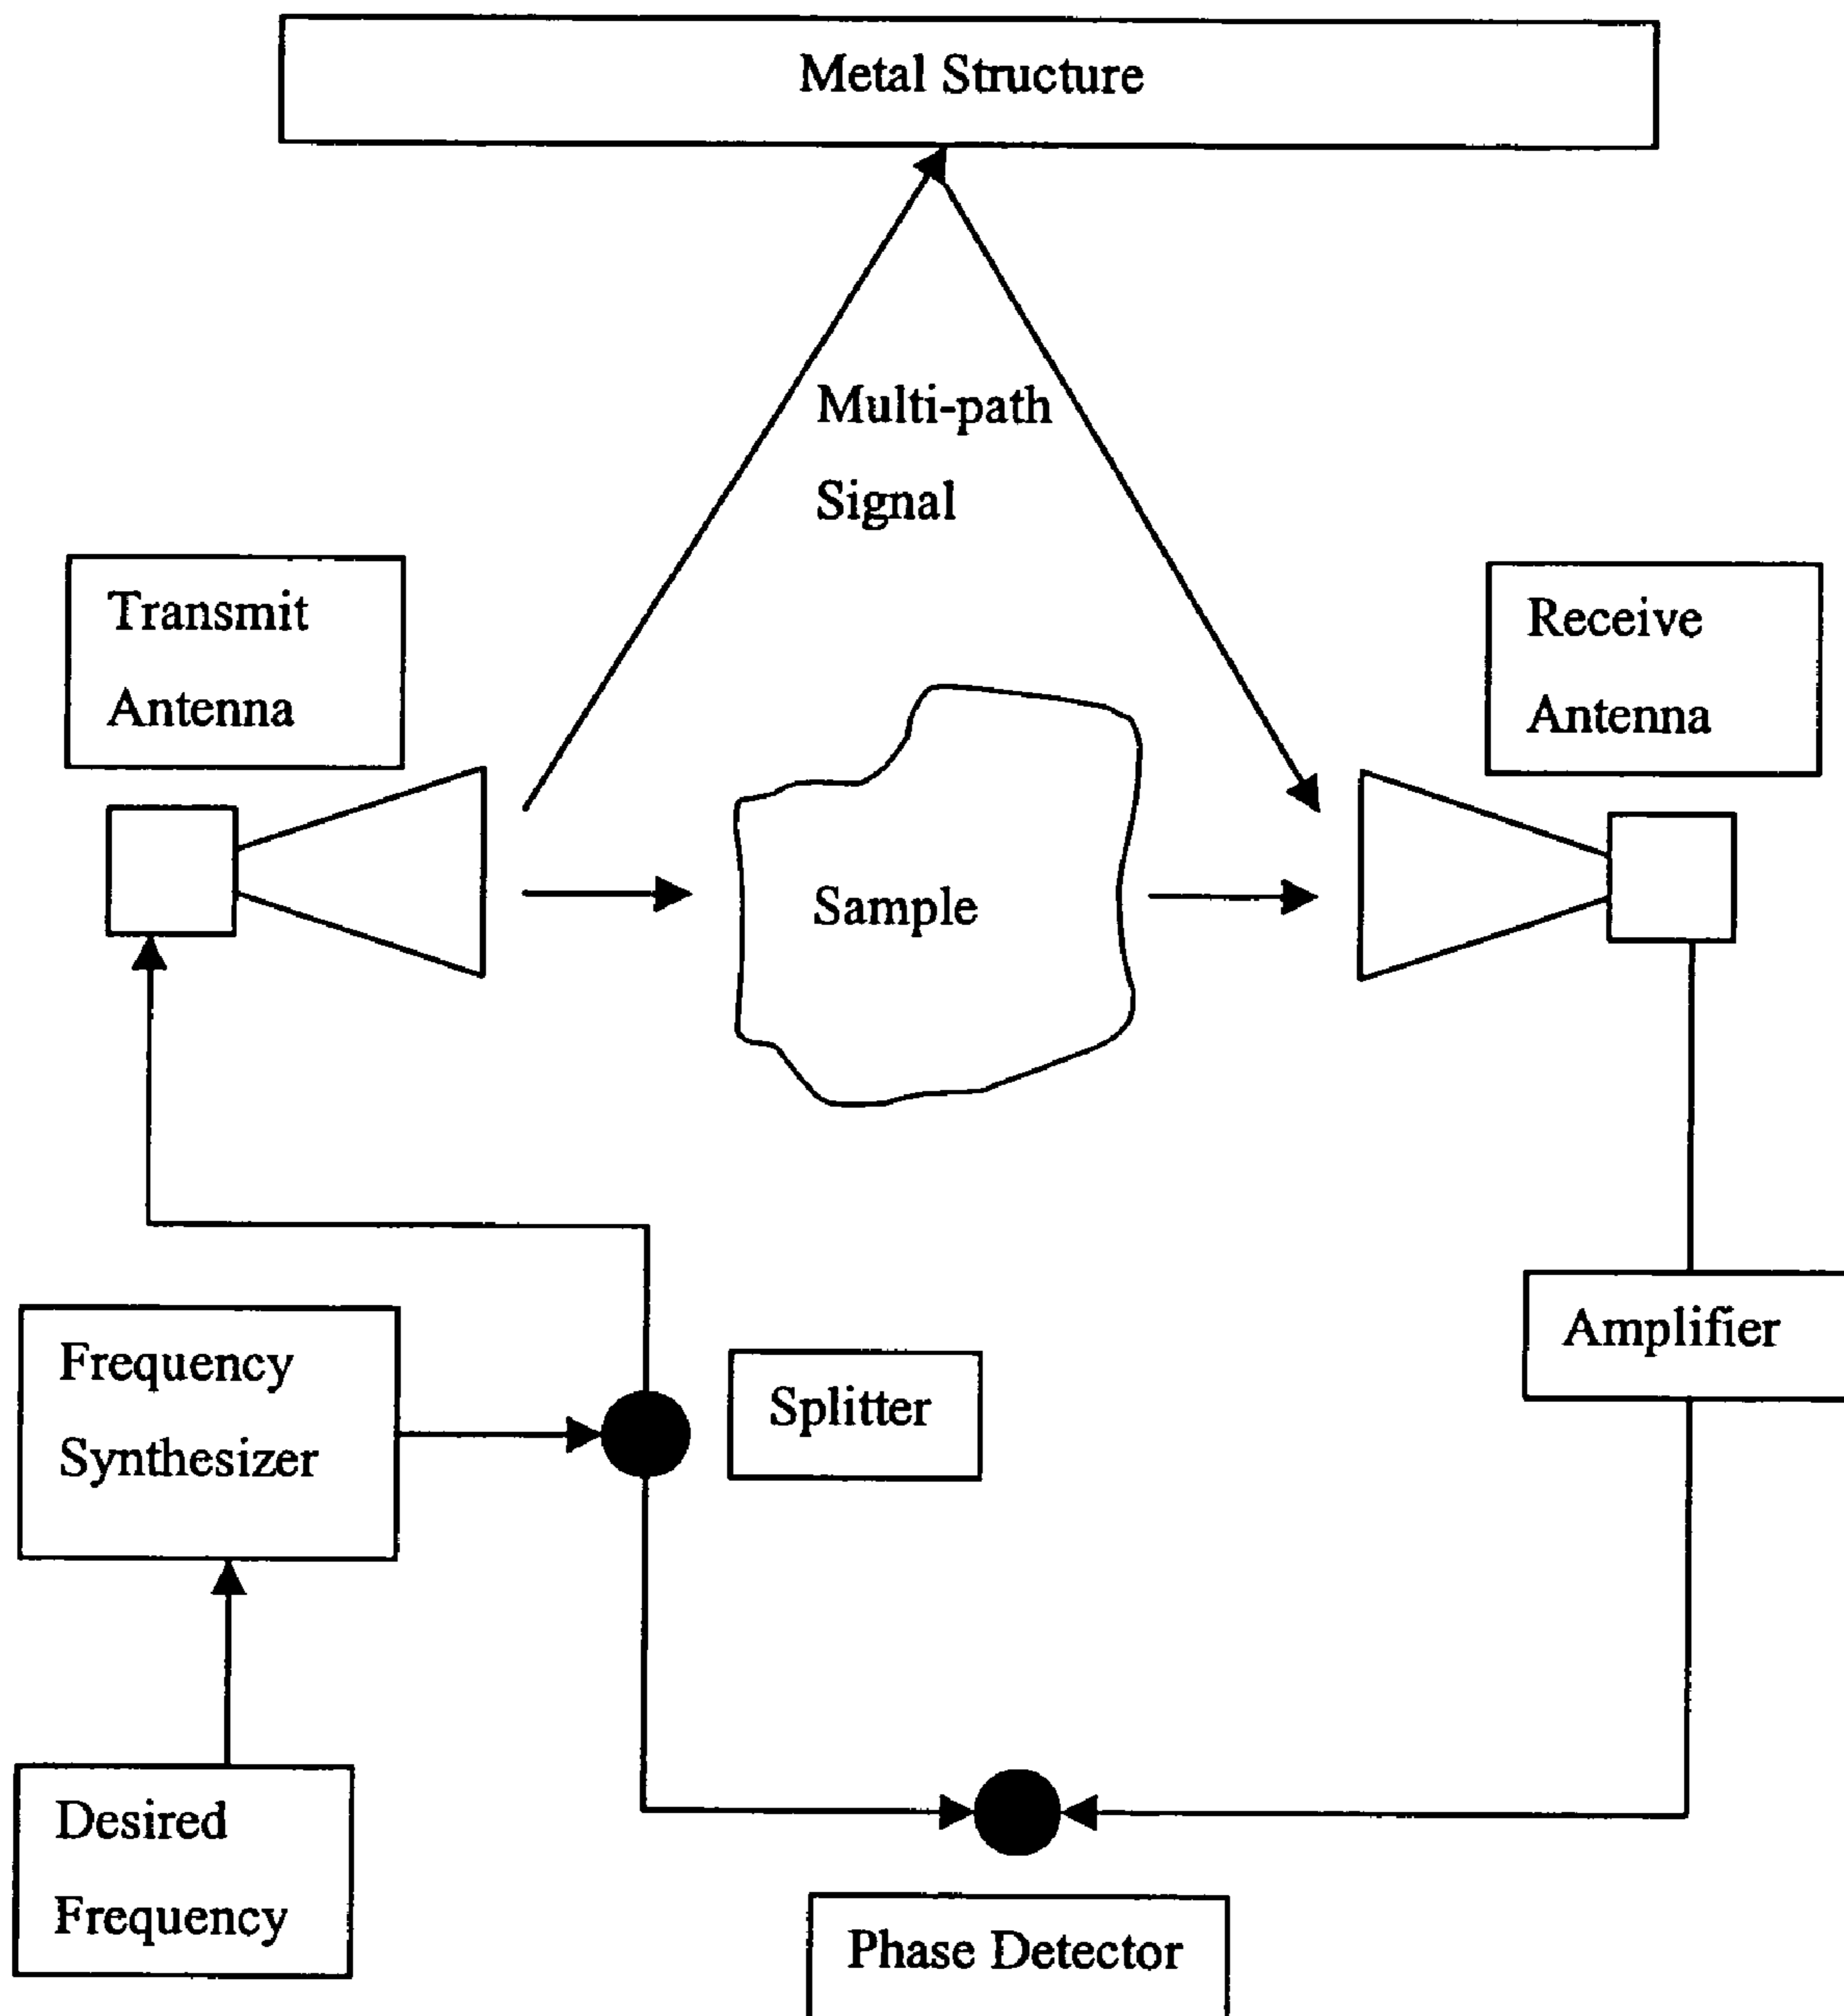 Metal Structure
Multi-path
Signal
Transmit
Antenna
Receive
Antenna
Sample
Frequency
Synthesizer
Splitter
Amplifier
Desired
Frequency
Phase Detector